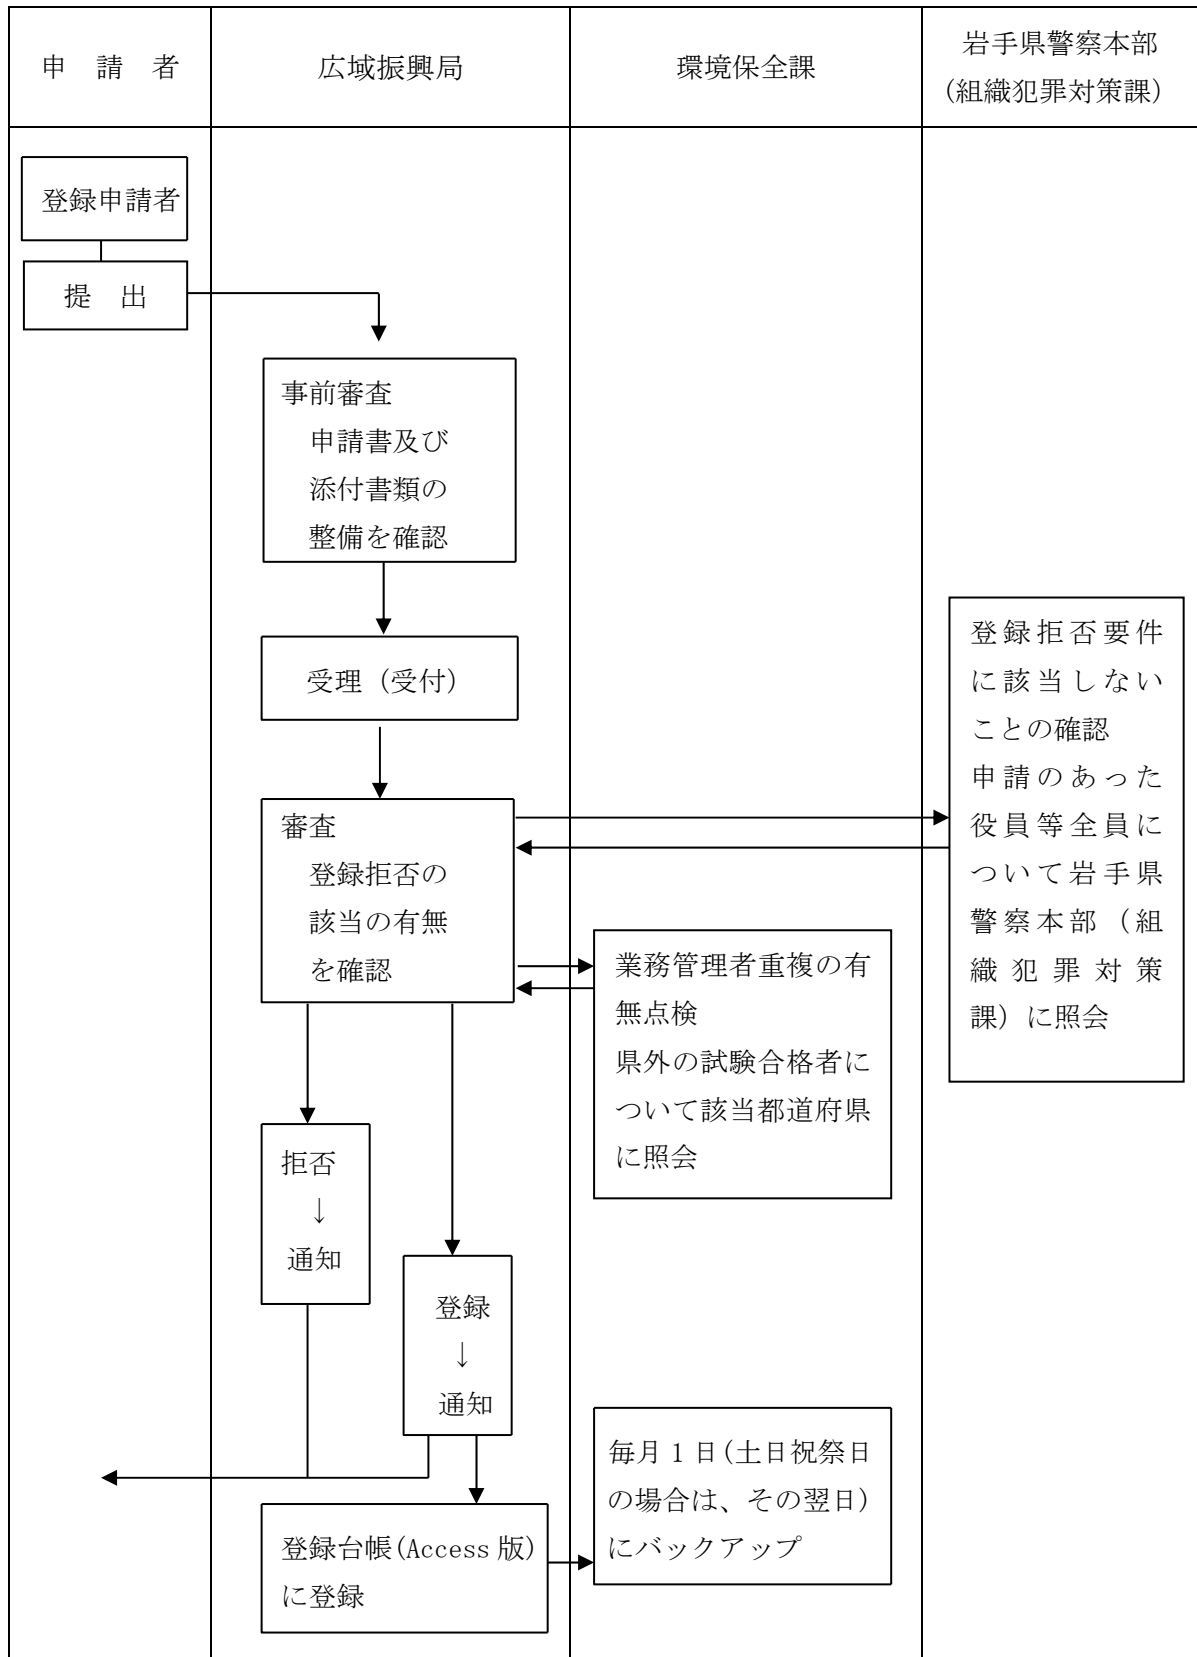 申　請　者
広域振興局
環境保全課
岩手県警察本部
(組織犯罪対策課)
登録申請者
提　出
事前審査
申請書及び
添付書類の
整備を確認
受理（受付）
審査
登録拒否の
該当の有無
を確認
登録拒否要件
に該当しない
ことの確認
申請のあった
役員等全員に
ついて岩手県
警察本部（組
織犯罪対策
課）に照会
業務管理者重複の有
無点検
県外の試験合格者に
ついて該当都道府県
に照会
拒否
↓
通知
登録
↓
通知
毎月1日(土日祝祭日
の場合は、その翌日)
にバックアップ
登録台帳(Access版)
に登録